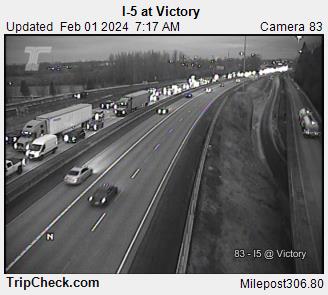 I-5 at Victory
Updated Feb 01 2024 7:17 AM Camera 83
T
N
83 - I5 @ Victory
TripCheck.com Milepost306.80